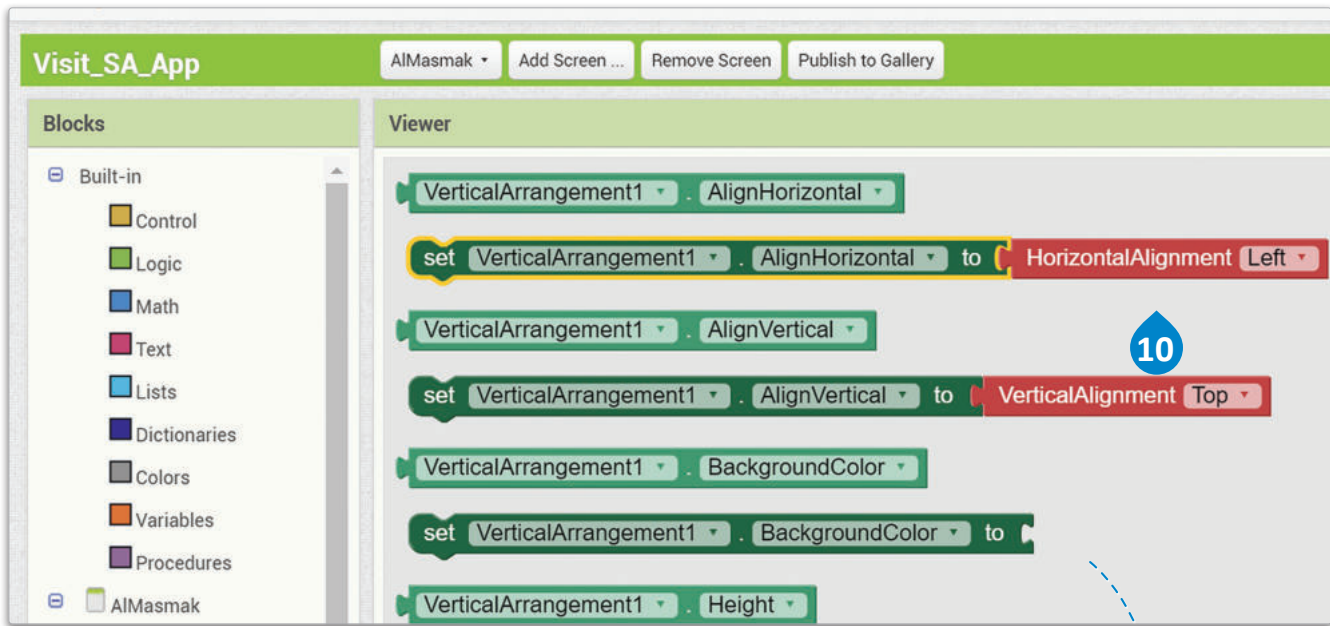 Visit_SA_App AlMasmak Add Screen ... Remove Screen Publish to Gallery
Blocks
Built-in
Control
Logic
Math
Text
Lists
Dictionaries
Colors
Variables
Procedures
AlMasmak
Viewer
VerticalArrangement1 . AlignHorizontal
set VerticalArrangement1 . AlignHorizontal to HorizontalAlignment Left
VerticalArrangement1 . AlignVertical
10
set VerticalArrangement1 . AlignVertical to VerticalAlignment Top
VerticalArrangement1 . BackgroundColor
set VerticalArrangement1 . BackgroundColor to
VerticalArrangement1 . Height